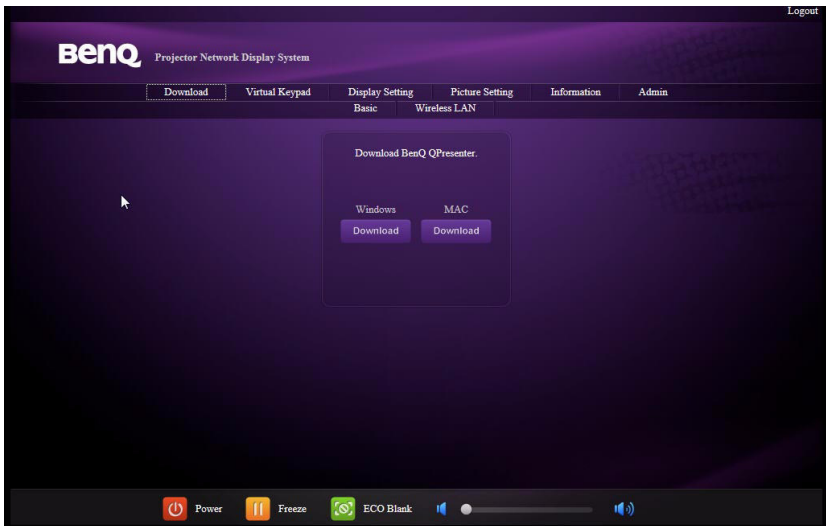 Logout
BenQ Projector Network Display System
Download Virtual Keypad Display Setting Picture Setting Information Admin
Basic Wireless LAN
Download BenQ QPresenter.
Windows MAC
Download Download
Power Freeze ECO Blank